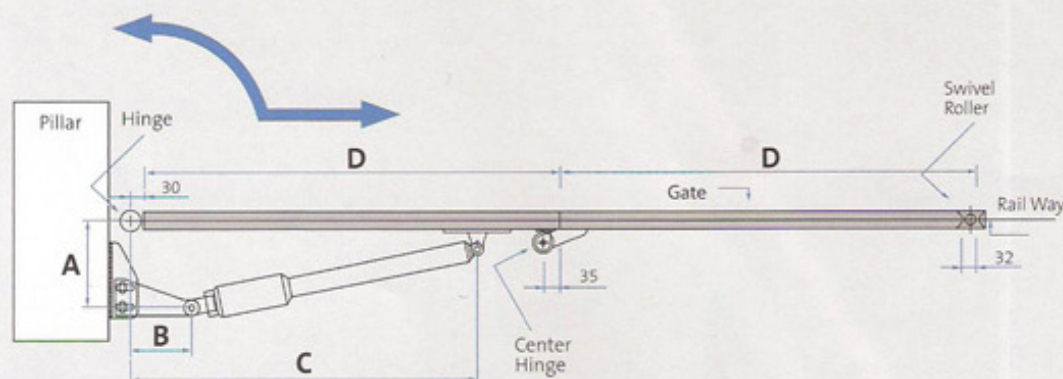 Pillar
Hinge
Swivel
Roller
D
D
30
Gate
Rail Way
A
35
32
B
C
Center
Hinge